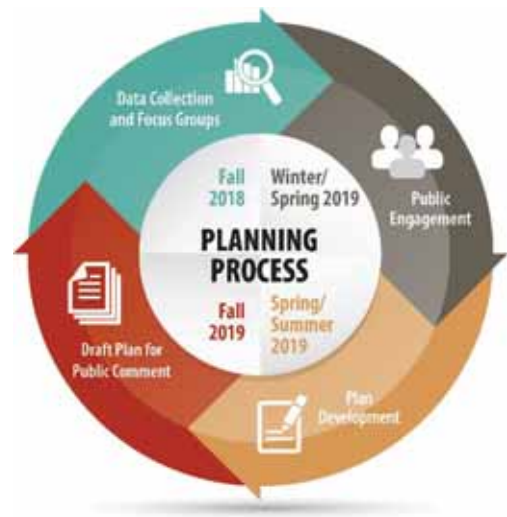 Data Collection
and Focus Groups
Fall
2018
Winter/
Spring 2019
Public
Engagement
PLANNING
PROCESS
Fall
2019
Spring/
Summer
2019
Draft Plan for
Public Comment
Plan
Development